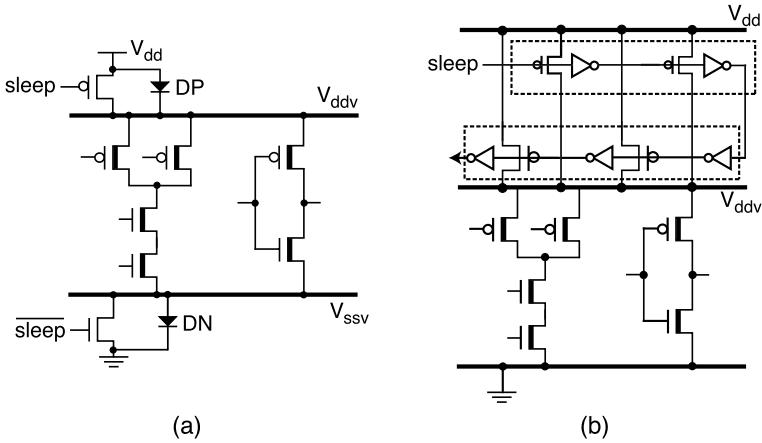 V_dd
sleep
DP
V_ddv
V_ssv
sleep
DN
(a)
V_dd
sleep
V_ddv
(b)